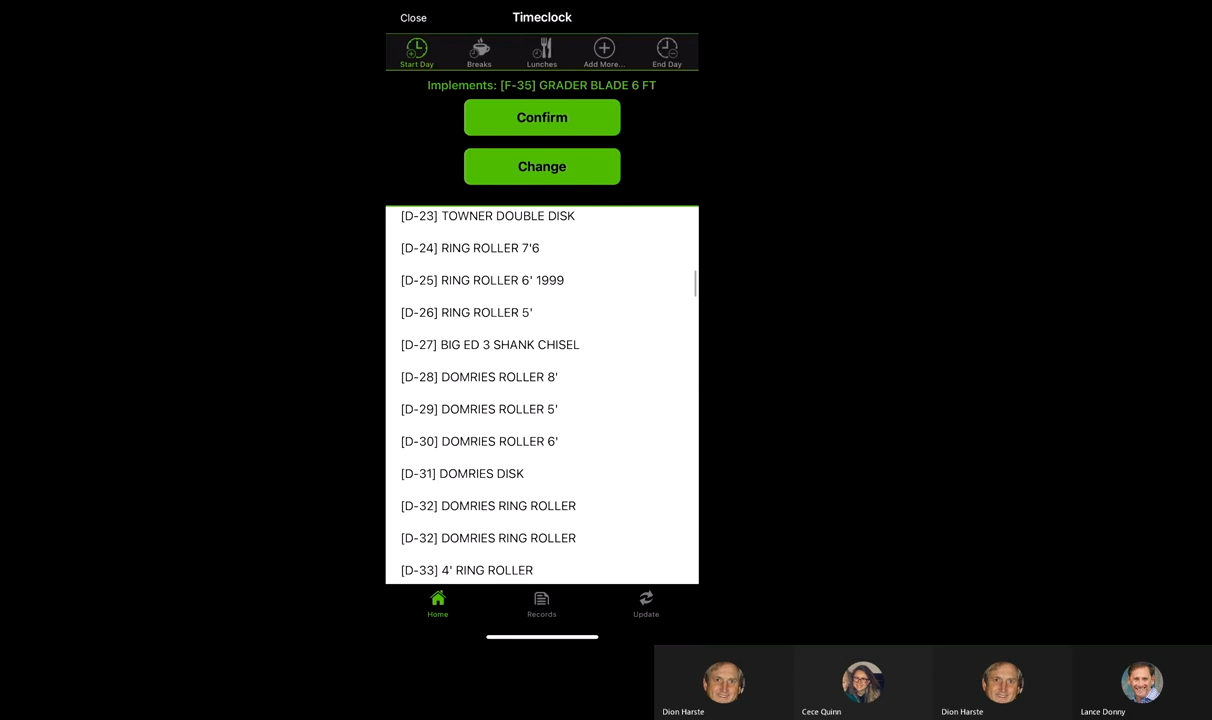 Close
Timeclock
Start Day
Breaks
Lunches
Add More...
End Day
Implements: [F-35] GRADER BLADE 6 FT
Confirm
Change
[D-23] TOWNER DOUBLE DISK
[D-24] RING ROLLER 7'6
[D-25] RING ROLLER 6' 1999
[D-26] RING ROLLER 5'
[D-27] BIG ED 3 SHANK CHISEL
[D-28] DOMRIES ROLLER 8'
[D-29] DOMRIES ROLLER 5'
[D-30] DOMRIES ROLLER 6'
[D-31] DOMRIES DISK
[D-32] DOMRIES RING ROLLER
[D-32] DOMRIES RING ROLLER
[D-33] 4' RING ROLLER
Home
Records
Update
Dion Harste
Cece Quinn
Dion Harste
Lance Donny